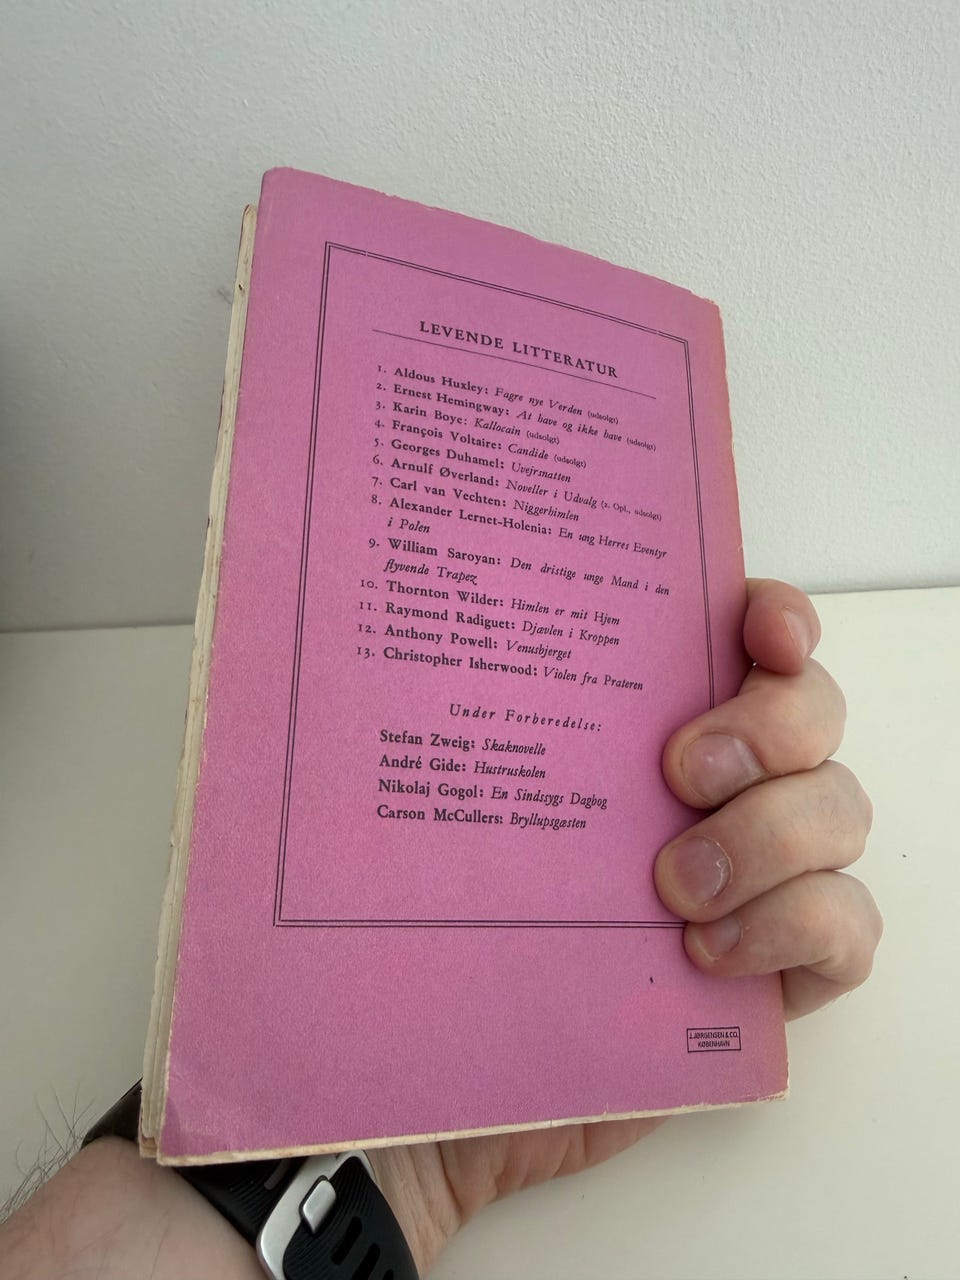 LEVENDE LITTERATUR
1. Aldous Huxley: Fagre nye Verden (udsolgt)
2. Ernest Hemingway: At have og ikke have (udsolgt)
3. Karin Boye: Kallocain (udsolgt)
4. François Voltaire: Candide (udsolgt)
5. Georges Duhamel: Uvejrsnatten
6. Arnulf Øverland: Noveller i Udvalg (2. Opl., udsolgt)
7. Carl van Vechten: Niggerhimlen
8. Alexander Lernet-Holenia: En ung Herres Eventyr
i Polen
9. William Saroyan: Den dristige unge Mand i den
flyvende Trapez
10. Thornton Wilder: Himlen er mit Hjem
11. Raymond Radiguet: Djævlen i Kroppen
12. Anthony Powell: Venusbjerget
13. Christopher Isherwood: Violen fra Prateren
Under Forberedelse:
Stefan Zweig: Skaknovelle
André Gide: Hustruskolen
Nikolaj Gogol: En Sindssygs Dagbog
Carson McCullers: Bryllupsgæsten
J. JØRGENSEN & CO.
KØBENHAVN